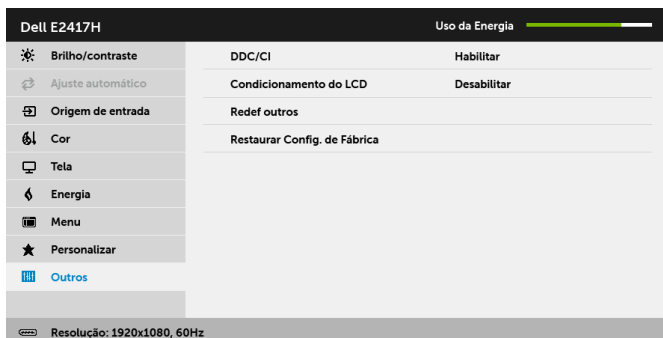 Dell E2417H
Uso da Energia
Brilho/contraste
Ajuste automático
Origem de entrada
Cor
Tela
Energia
Menu
Personalizar
Outros
DDC/CI Habilitar
Condicionamento do LCD Desabilitar
Redef outros
Restaurar Config. de Fábrica
Resolução: 1920x1080, 60Hz